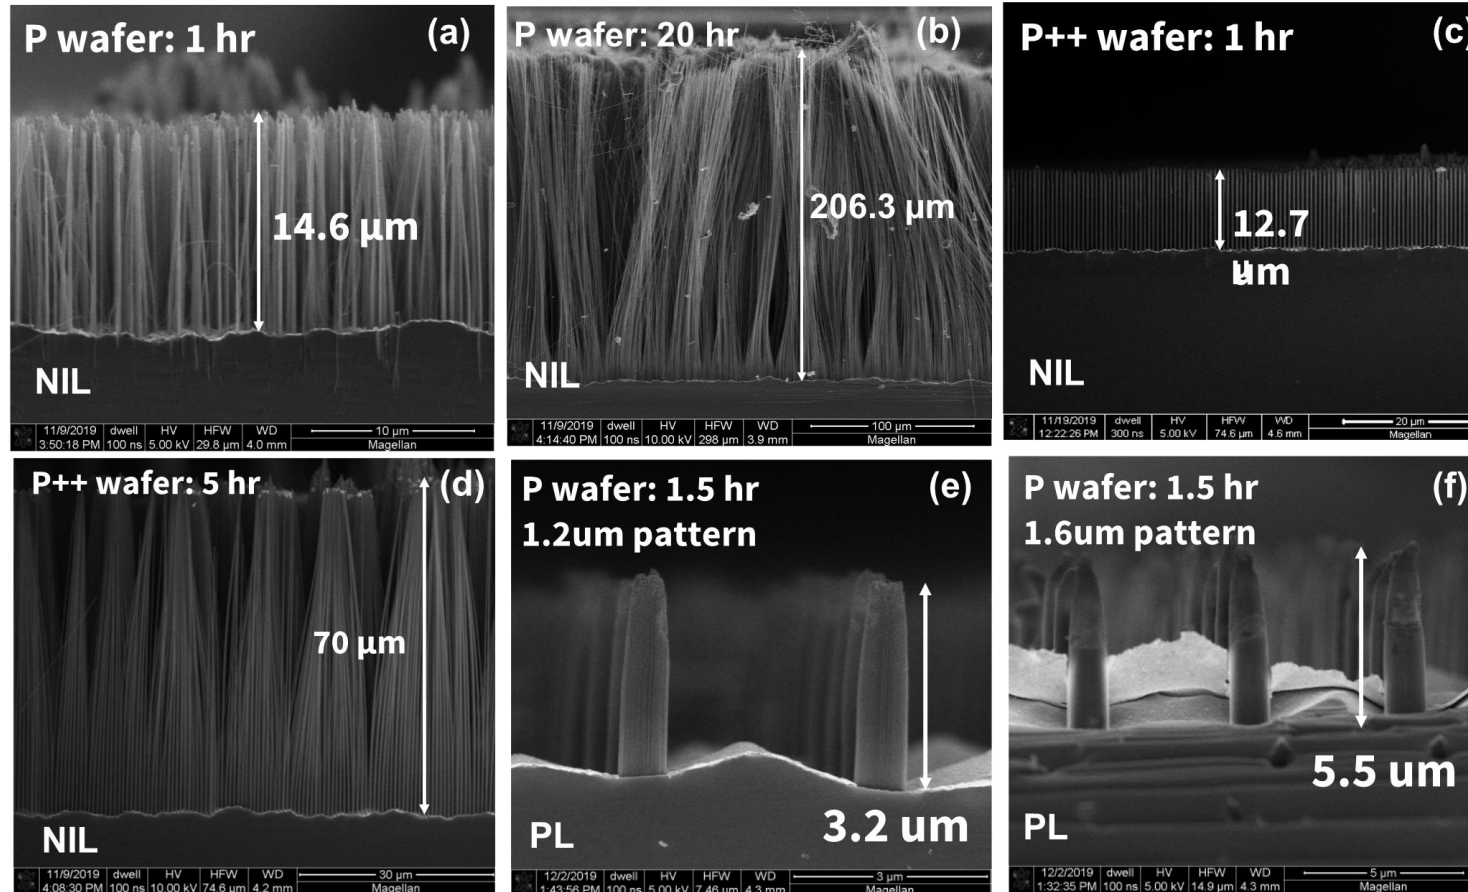 P wafer: 1 hr
(a)
14.6 µm
NIL
11/9/2019 dwell HV HFW WD 10 µm
3:50:18 PM 100 ns 5.00 kV 29.8 µm 4.0 mm Magellan
P wafer: 20 hr
(b)
206.3 µm
NIL
11/9/2019 dwell HV HFW WD 100 µm
4:14:40 PM 100 ns 10.00 kV 298 µm 3.9 mm Magellan
P++ wafer: 1 hr
(c)
12.7
µm
NIL
11/19/2019 dwell HV HFW WD 20 µm
12:22:26 PM 300 ns 5.00 kV 74.6 µm 4.6 mm Magellan
P++ wafer: 5 hr
(d)
70 µm
NIL
11/9/2019 dwell HV HFW WD 30 µm
4:08:30 PM 100 ns 10.00 kV 74.6 µm 4.2 mm Magellan
P wafer: 1.5 hr
(e)
1.2um pattern
3.2 um
PL
12/2/2019 dwell HV HFW WD 3 µm
1:43:56 PM 100 ns 5.00 kV 7.46 µm 4.3 mm Magellan
P wafer: 1.5 hr
(f)
1.6um pattern
5.5 um
PL
12/2/2019 dwell HV HFW WD 5 µm
1:32:35 PM 100 ns 5.00 kV 14.9 µm 4.3 mm Magellan